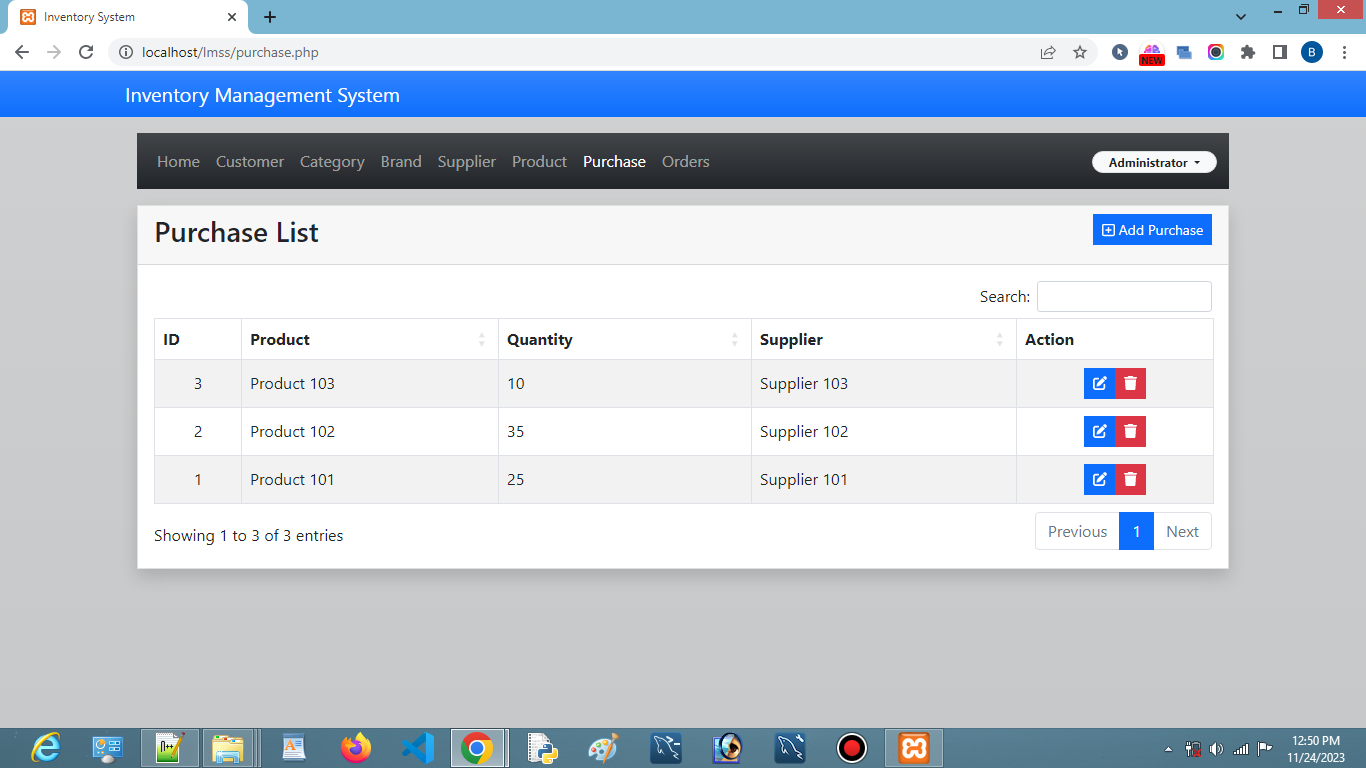 Inventory System
localhost/lmss/purchase.php
NEW
B
Inventory Management System
Home Customer Category Brand Supplier Product Purchase Orders Administrator
Purchase List
Add Purchase
Search:
ID Product Quantity Supplier Action
3 Product 103 10 Supplier 103
2 Product 102 35 Supplier 102
1 Product 101 25 Supplier 101
Showing 1 to 3 of 3 entries
Previous 1 Next
12:50 PM
11/24/2023